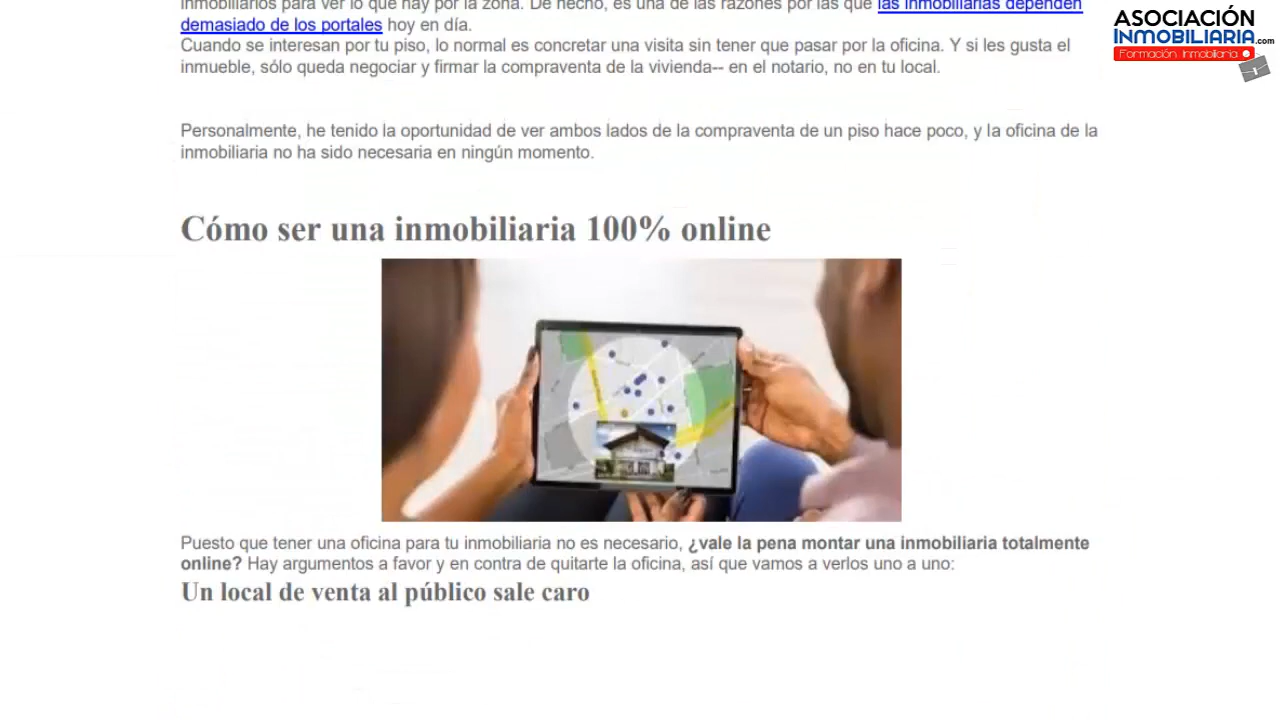 inmobiliarios para ver lo que hay por la zona. De hecho, es una de las razones por las que las inmobiliarias dependen
demasiado de los portales hoy en día.
Cuando se interesan por tu piso, lo normal es concretar una visita sin tener que pasar por la oficina. Y si les gusta el
inmueble, sólo queda negociar y firmar la compraventa de la vivienda-- en el notario, no en tu local.
Personalmente, he tenido la oportunidad de ver ambos lados de la compraventa de un piso hace poco, y la oficina de la
inmobiliaria no ha sido necesaria en ningún momento.
Cómo ser una inmobiliaria 100% online
Puesto que tener una oficina para tu inmobiliaria no es necesario, ¿vale la pena montar una inmobiliaria totalmente
online? Hay argumentos a favor y en contra de quitarte la oficina, así que vamos a verlos uno a uno:
Un local de venta al público sale caro
ASOCIACIÓN
INMOBILIARIA.com
Formación Inmobiliaria